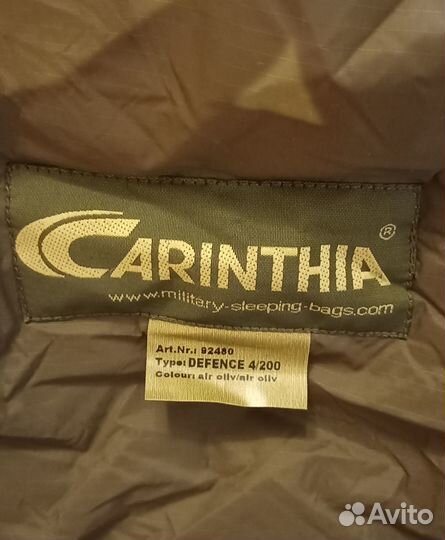 CARINTHIA®
www.military-sleeping-bags.com
Art.Nr.: 92480
Type: DEFENCE 4/200
Colour: air oliv/air oliv
Avito